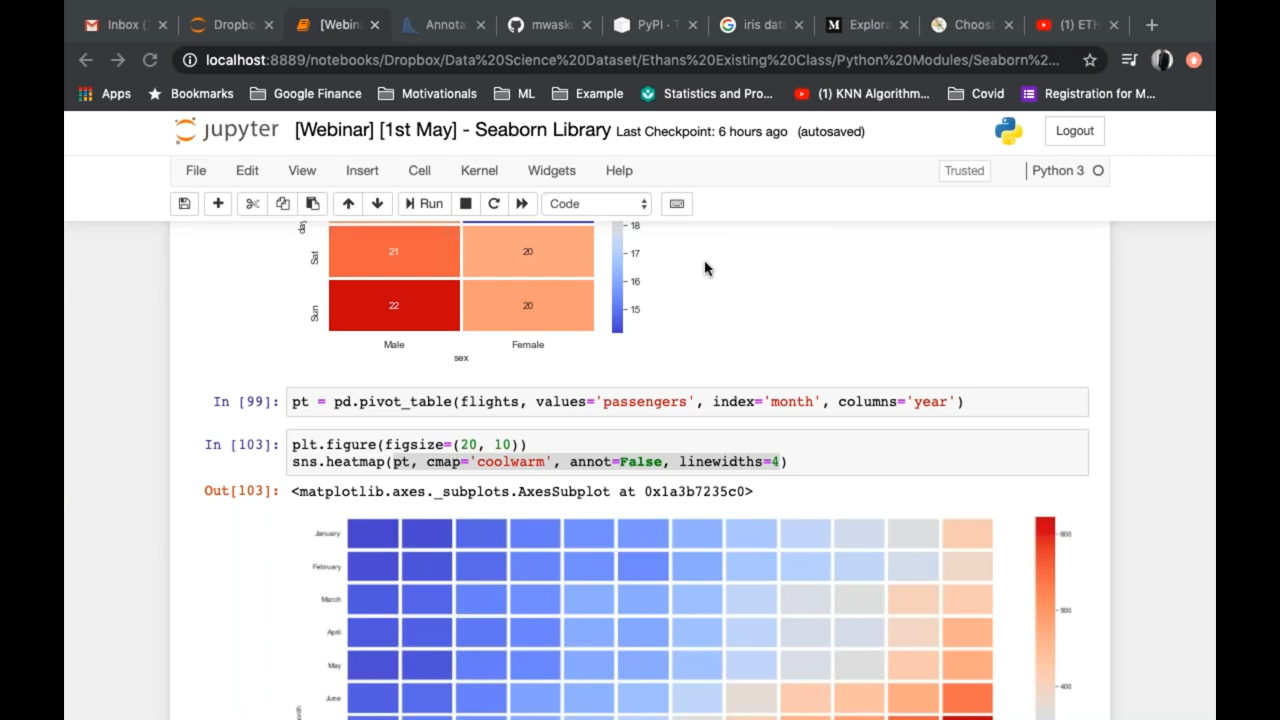 Inbox (
Dropbo
[Webina
Annota
mwask
PyPI - T
iris dat
Explora
Choosi
(1) ETH
localhost:8889/notebooks/Dropbox/Data%20Science%20Dataset/Ethans%20Existing%20Class/Python%20Modules/Seaborn%2...
Apps
Bookmarks
Google Finance
Motivationals
ML
Example
Statistics and Pro...
(1) KNN Algorithm...
Covid
Registration for M...
jupyter [Webinar] [1st May] - Seaborn Library Last Checkpoint: 6 hours ago (autosaved)
Logout
File Edit View Insert Cell Kernel Widgets Help
Trusted
Python 3
Run
Code
day
18
Sat
21
20
17
16
Sun
22
20
15
Male
Female
sex
In [99]: pt = pd.pivot_table(flights, values='passengers', index='month', columns='year')
In [103]: plt.figure(figsize=(20, 10))
sns.heatmap(pt, cmap='coolwarm', annot=False, linewidths=4)
Out[103]: <matplotlib.axes._subplots.AxesSubplot at 0x1a3b7235c0>
January
600
February
March
500
April
May
400
June
month